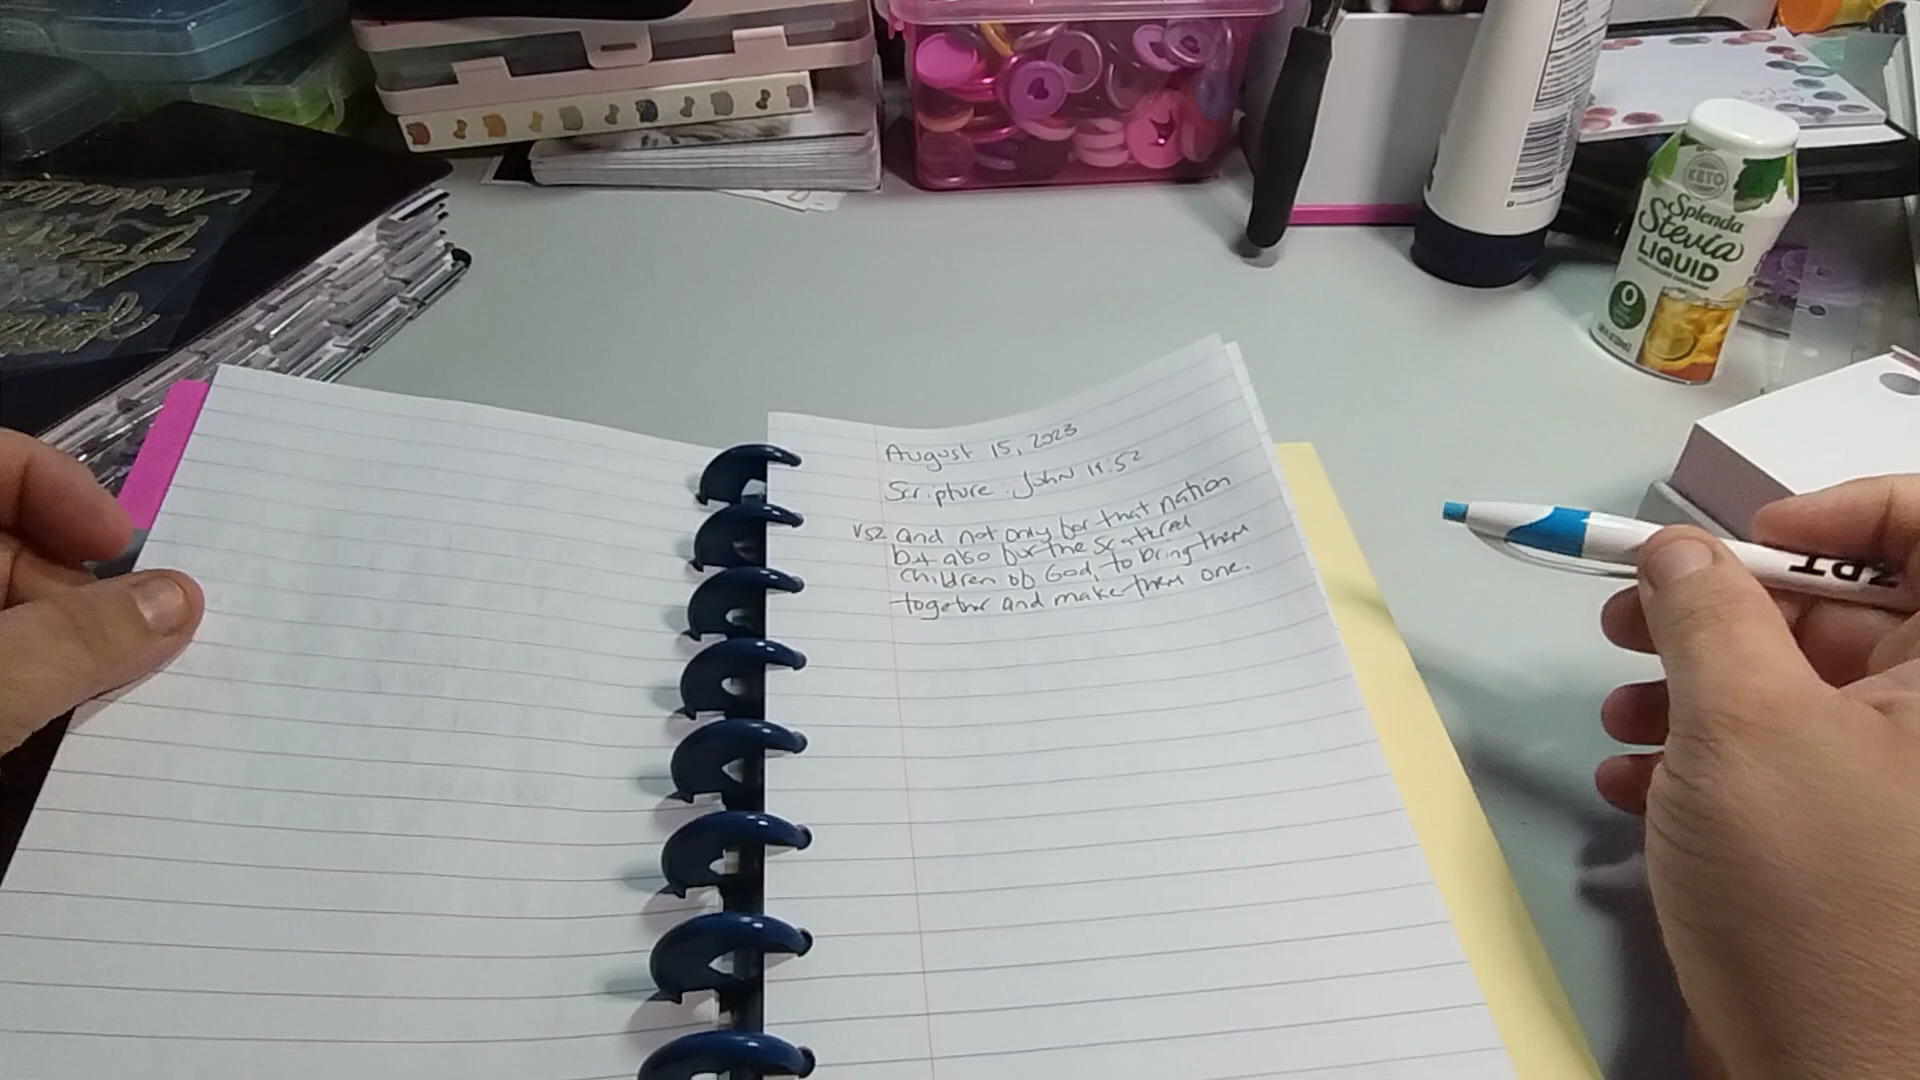 August 15, 2023
Scripture: John 11:52
V52 and not only for that nation
but also for the scattered
children of God, to bring them
together and make them one.
KETO
Splenda
Stevia
LIQUID
0